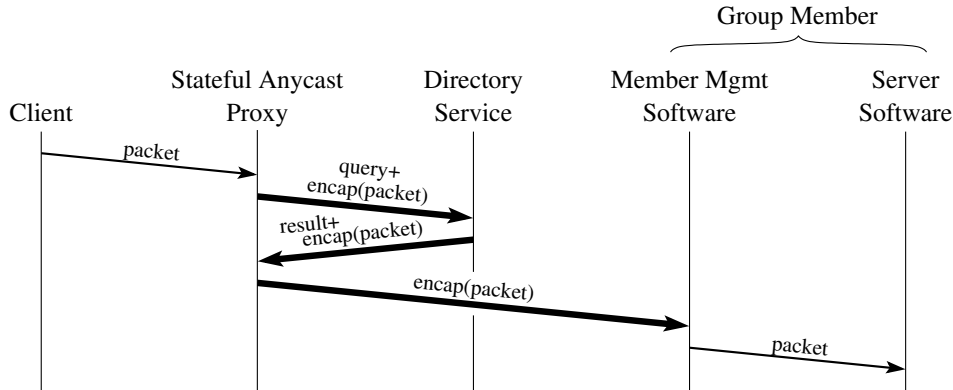 Group Member
Stateful Anycast Directory Member Mgmt Server
Client Proxy Service Software Software
packet
query+
encap(packet)
result+
encap(packet)
encap(packet)
packet